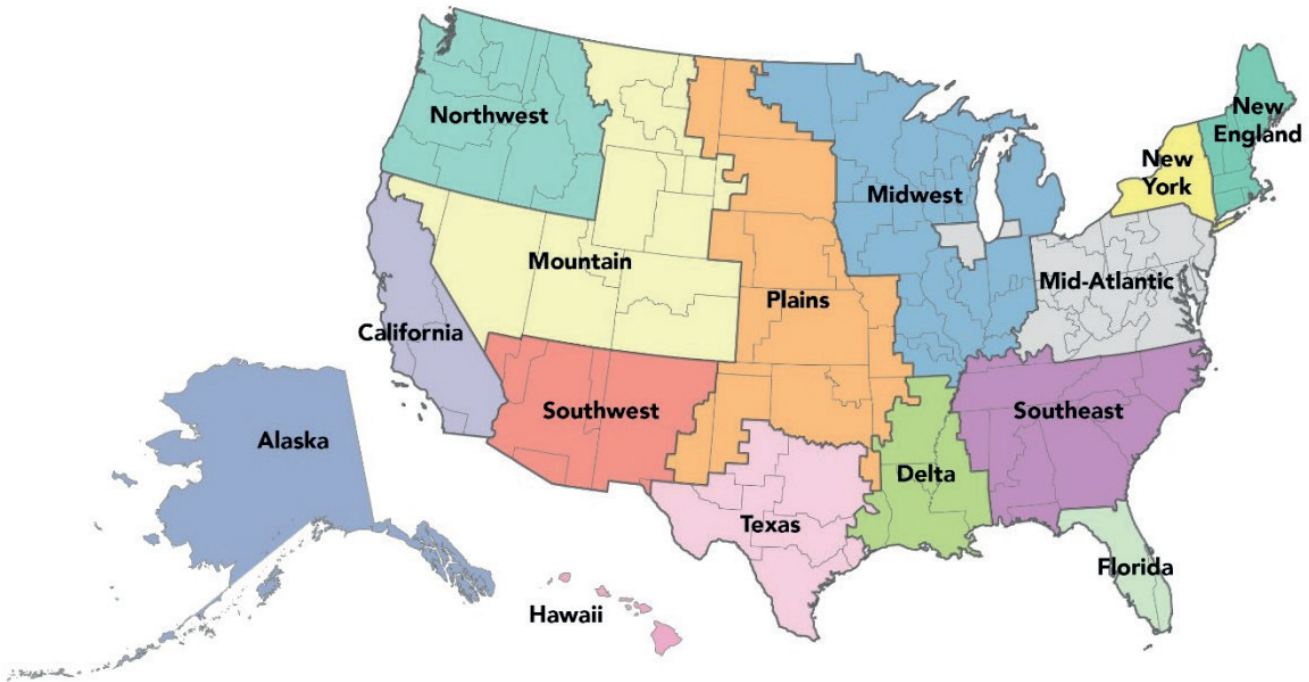 Northwest
New
England
New
York
Midwest
Mountain
Mid-Atlantic
Plains
California
Southwest
Southeast
Alaska
Delta
Texas
Florida
Hawaii